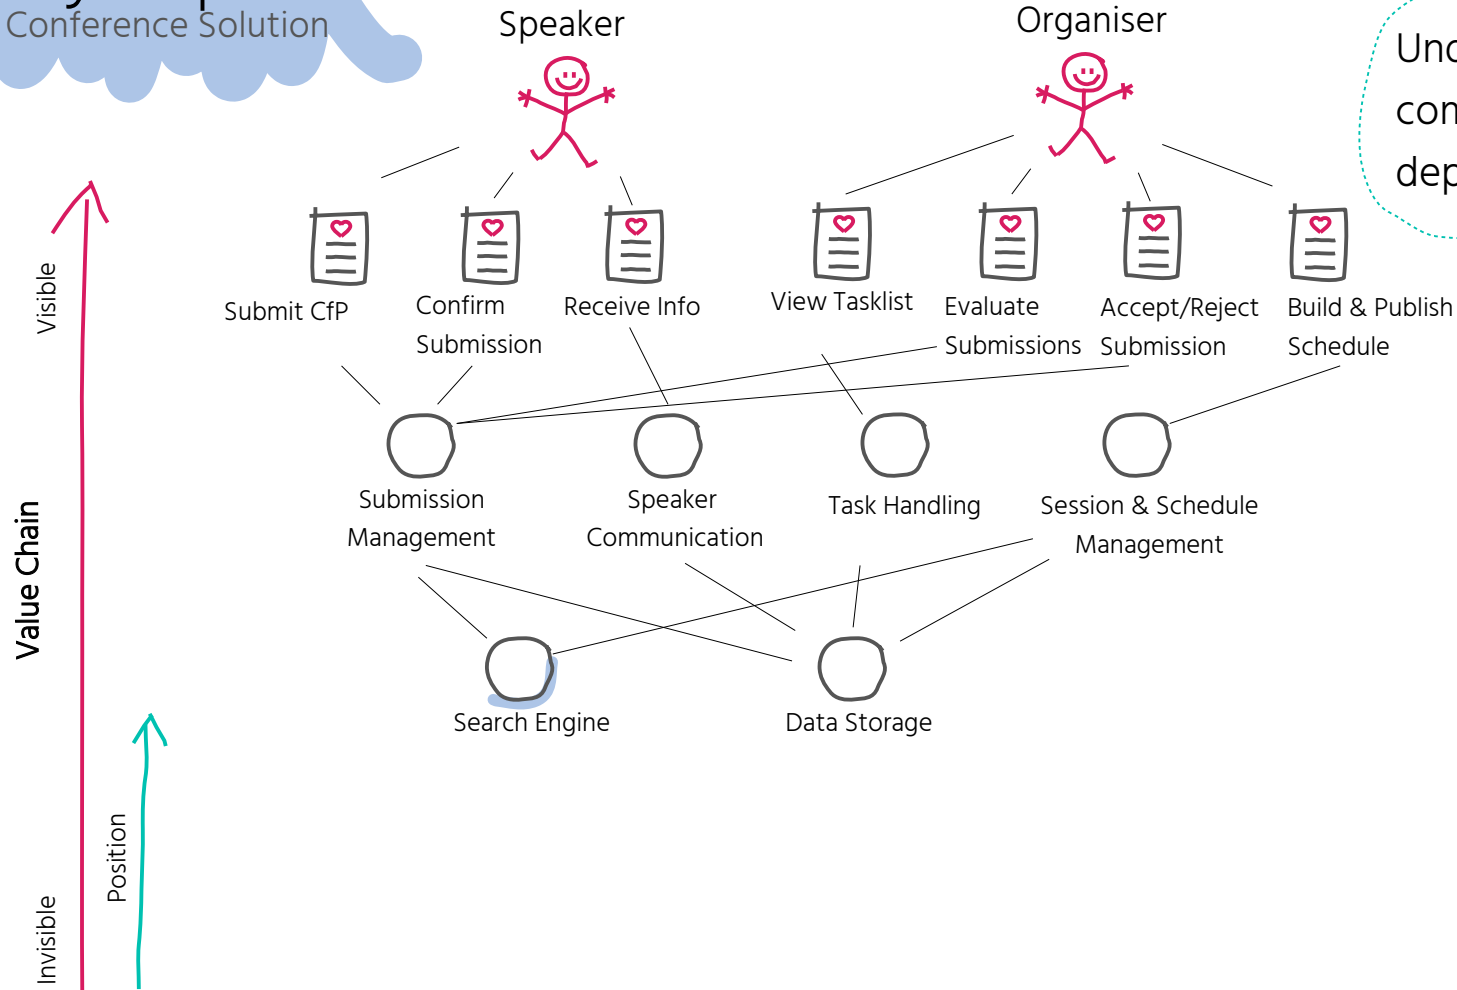 Conference Solution
Speaker
Organiser
Submit CfP
Confirm
Submission
Receive Info
View Tasklist
Evaluate
Submissions
Accept/Reject
Submission
Build & Publish
Schedule
Submission
Management
Speaker
Communication
Task Handling
Session & Schedule
Management
Search Engine
Data Storage
Visible
Value Chain
Position
Invisible